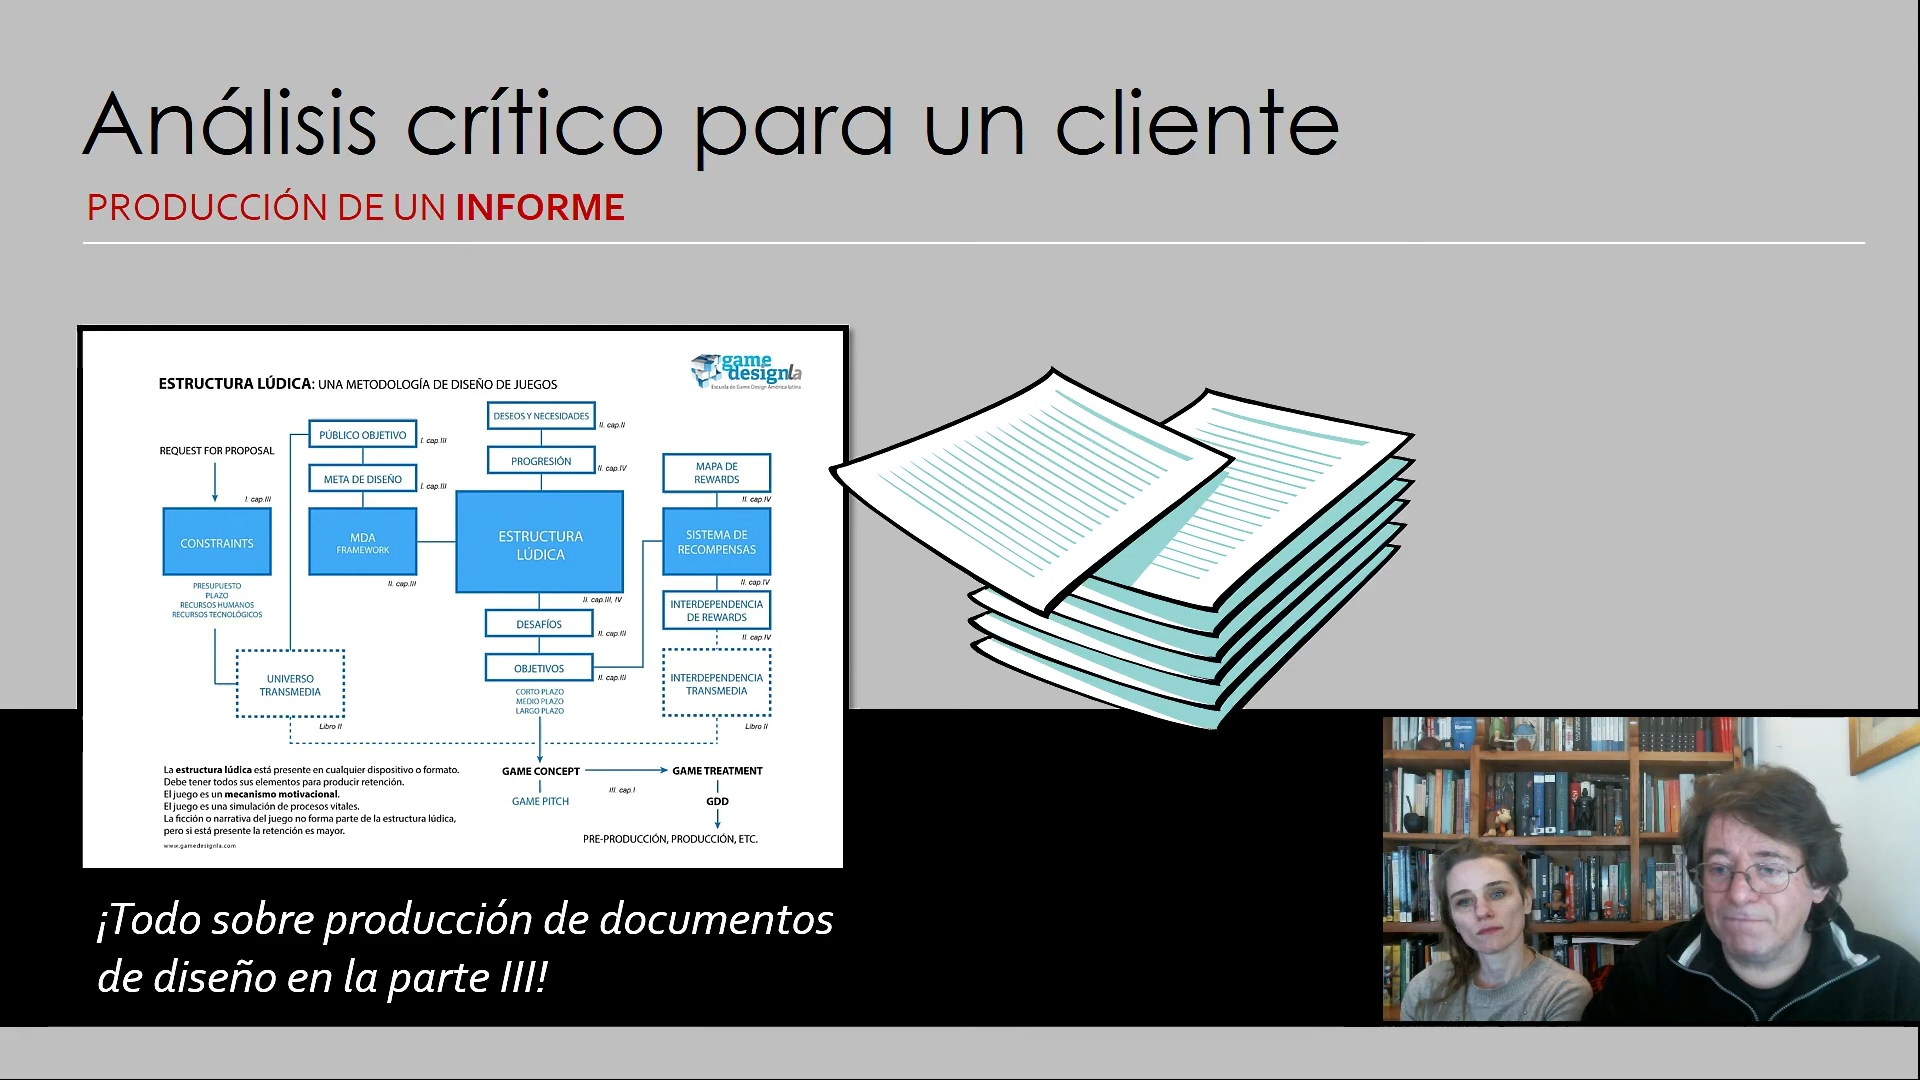 Análisis crítico para un cliente
PRODUCCIÓN DE UN INFORME
game
designla
Escuela de Game Design América latina
ESTRUCTURA LÚDICA: UNA METODOLOGÍA DE DISEÑO DE JUEGOS
REQUEST FOR PROPOSAL
I. cap.III
CONSTRAINTS
PRESUPUESTO
PLAZO
RECURSOS HUMANOS
RECURSOS TECNOLÓGICOS
UNIVERSO
TRANSMEDIA
Libro II
PÚBLICO OBJETIVO
I. cap.III
META DE DISEÑO
I. cap.III
MDA
FRAMEWORK
II. cap.III
DESEOS Y NECESIDADES
II. cap.II
PROGRESIÓN
II. cap.IV
ESTRUCTURA
LÚDICA
II. cap.III, IV
DESAFÍOS
II. cap.III
OBJETIVOS
II. cap.III
CORTO PLAZO
MEDIO PLAZO
LARGO PLAZO
MAPA DE
REWARDS
II. cap.IV
SISTEMA DE
RECOMPENSAS
II. cap.IV
INTERDEPENDENCIA
DE REWARDS
II. cap.IV
INTERDEPENDENCIA
TRANSMEDIA
Libro II
GAME CONCEPT
GAME TREATMENT
III. cap.I
GAME PITCH
GDD
PRE-PRODUCCIÓN, PRODUCCIÓN, ETC.
La estructura lúdica está presente en cualquier dispositivo o formato.
Debe tener todos sus elementos para producir retención.
El juego es un mecanismo motivacional.
El juego es una simulación de procesos vitales.
La ficción o narrativa del juego no forma parte de la estructura lúdica,
pero si está presente la retención es mayor.
www.gamedesignla.com
¡Todo sobre producción de documentos
de diseño en la parte III!